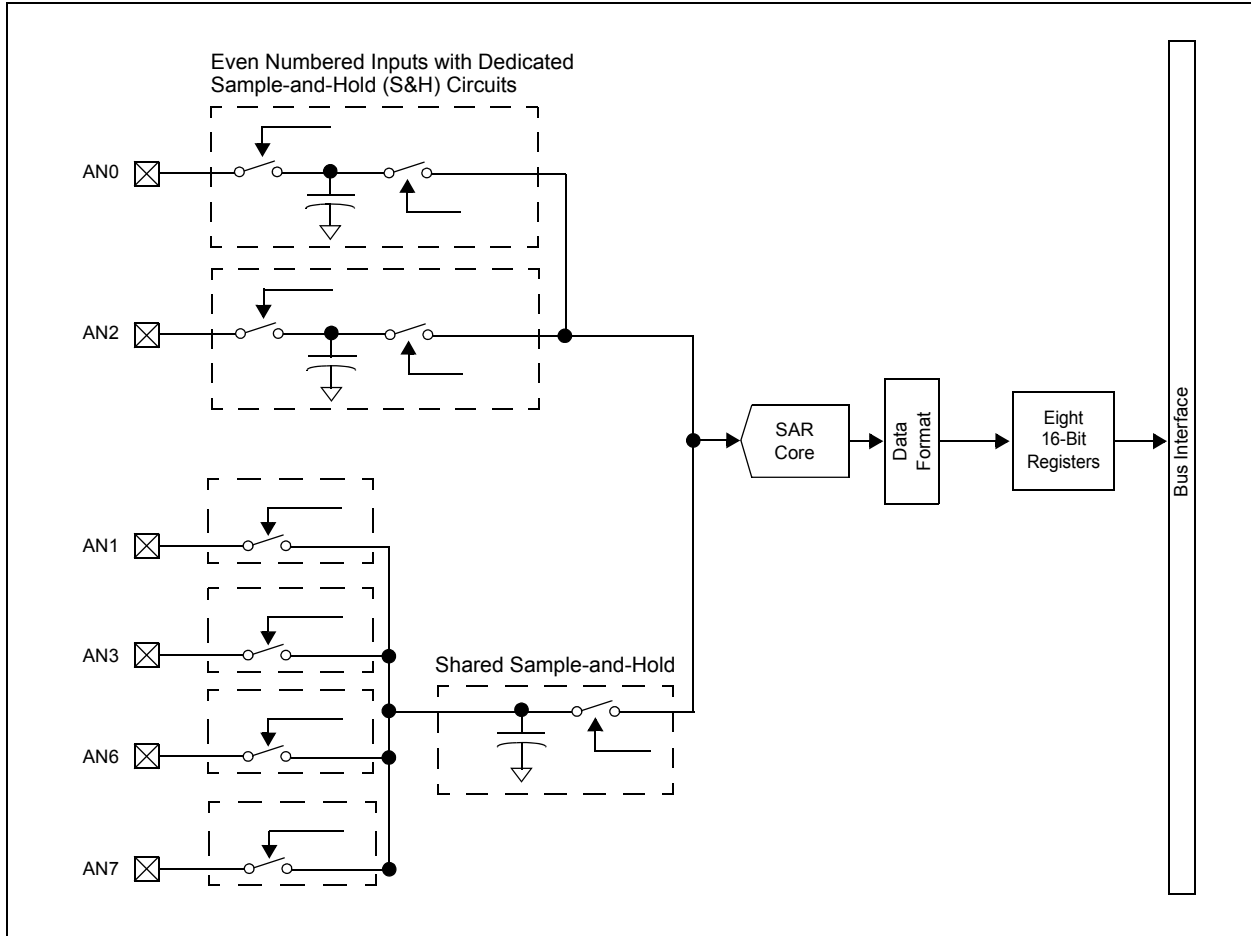 Even Numbered Inputs with Dedicated
Sample-and-Hold (S&H) Circuits
AN0
AN2
SAR
Core
Data
Format
Eight
16-Bit
Registers
Bus Interface
AN1
AN3
Shared Sample-and-Hold
AN6
AN7